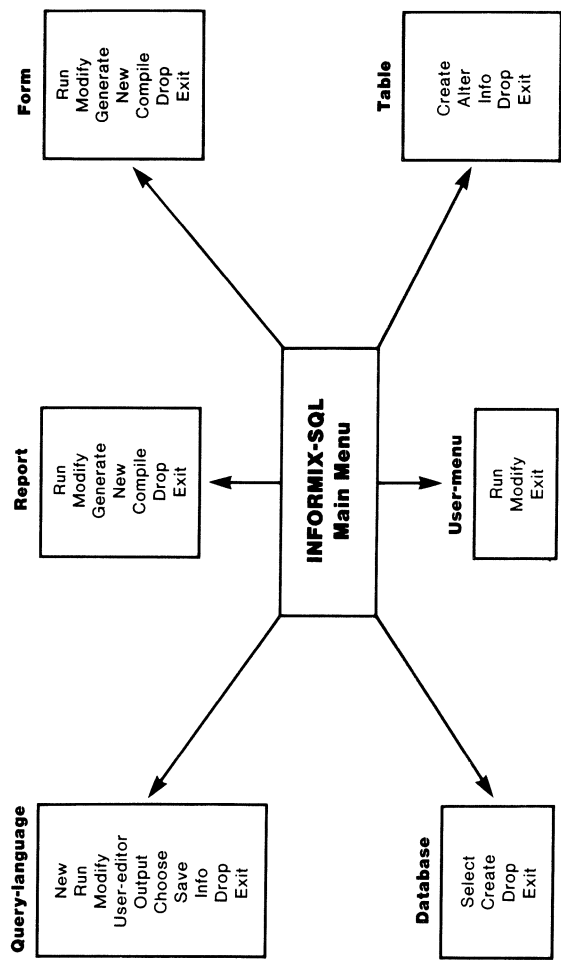 Query-language
New
Run
Modify
User-editor
Output
Choose
Save
Info
Drop
Exit
Report
Run
Modify
Generate
New
Compile
Drop
Exit
Form
Run
Modify
Generate
New
Compile
Drop
Exit
INFORMIX-SQL
Main Menu
Database
Select
Create
Drop
Exit
User-menu
Run
Modify
Exit
Table
Create
Alter
Info
Drop
Exit